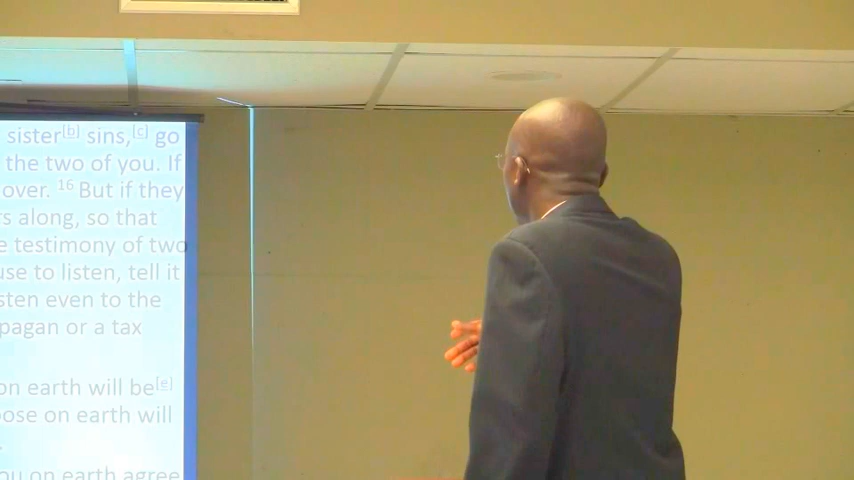 sister[b] sins,[c] go
the two of you. If
over. 16 But if they
s along, so that
testimony of two
use to listen, tell it
sten even to the
pagan or a tax
on earth will be[e]
oose on earth will
ou on earth agree